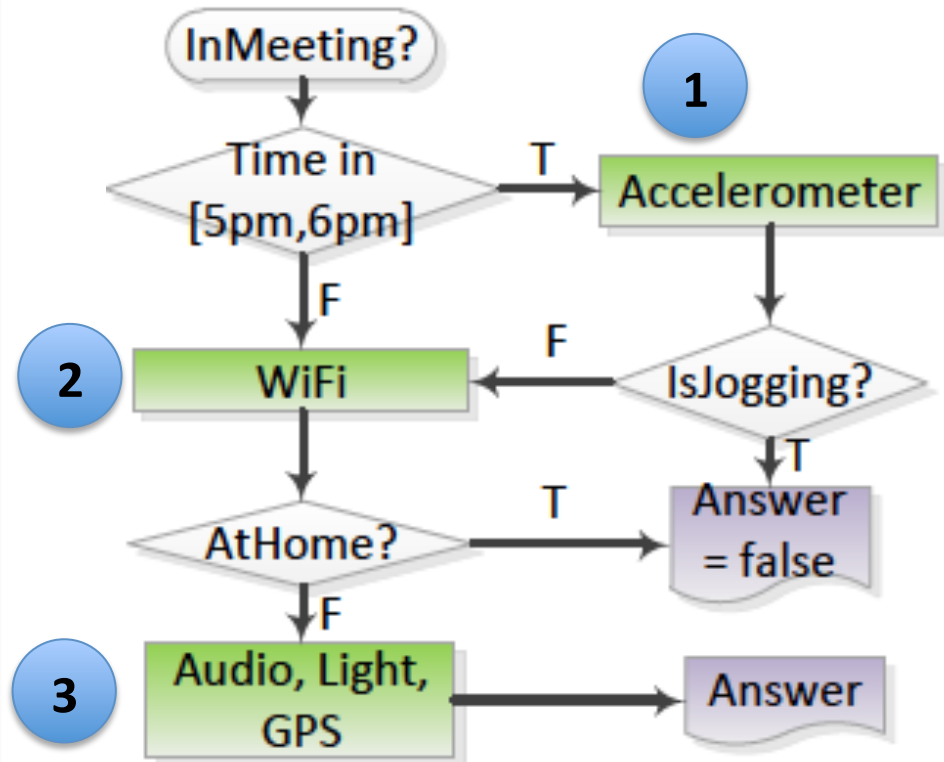 InMeeting?
1
Time in
[5pm,6pm]
T
Accelerometer
F
2
WiFi
F
IsJogging?
T
AtHome?
T
Answer
= false
F
3
Audio, Light,
GPS
Answer